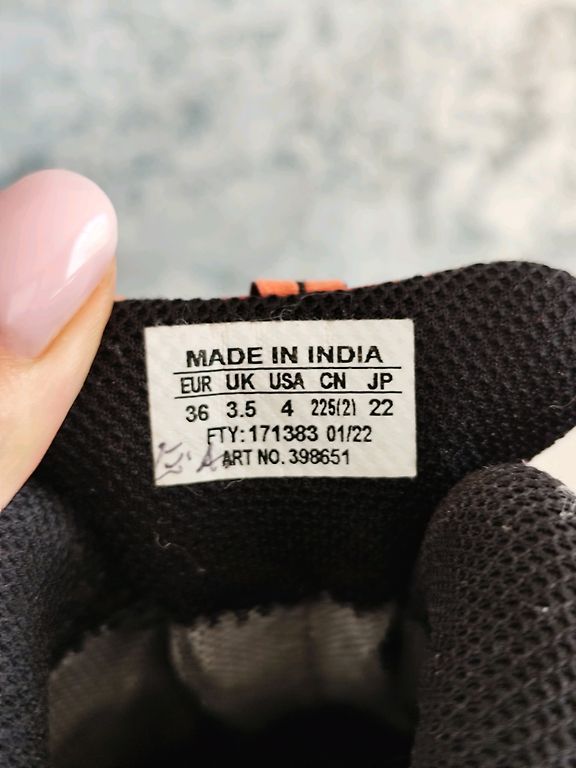 MADE IN INDIA
EUR UK USA CN JP
36 3.5 4 225(2) 22
FTY: 171383 01/22
ART NO. 398651